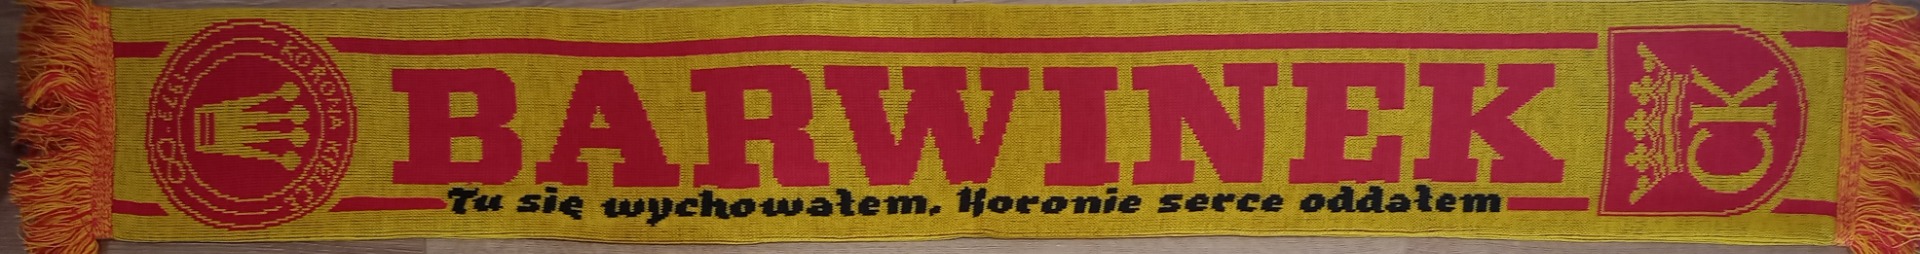 KORONA KIELCE
1973
BARWINEK
Tu się wychowałem, Koronie serce oddałem
CK